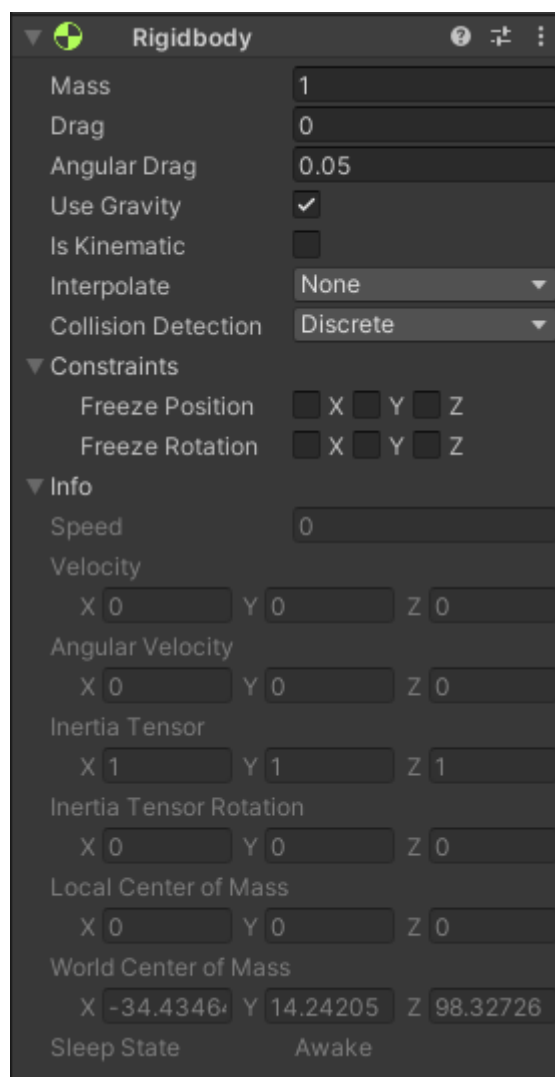 Rigidbody
Mass 1
Drag 0
Angular Drag 0.05
Use Gravity
Is Kinematic
Interpolate None
Collision Detection Discrete
Constraints
Freeze Position X Y Z
Freeze Rotation X Y Z
Info
Speed 0
Velocity
X 0 Y 0 Z 0
Angular Velocity
X 0 Y 0 Z 0
Inertia Tensor
X 1 Y 1 Z 1
Inertia Tensor Rotation
X 0 Y 0 Z 0
Local Center of Mass
X 0 Y 0 Z 0
World Center of Mass
X -34.4346 Y 14.24205 Z 98.32726
Sleep State Awake